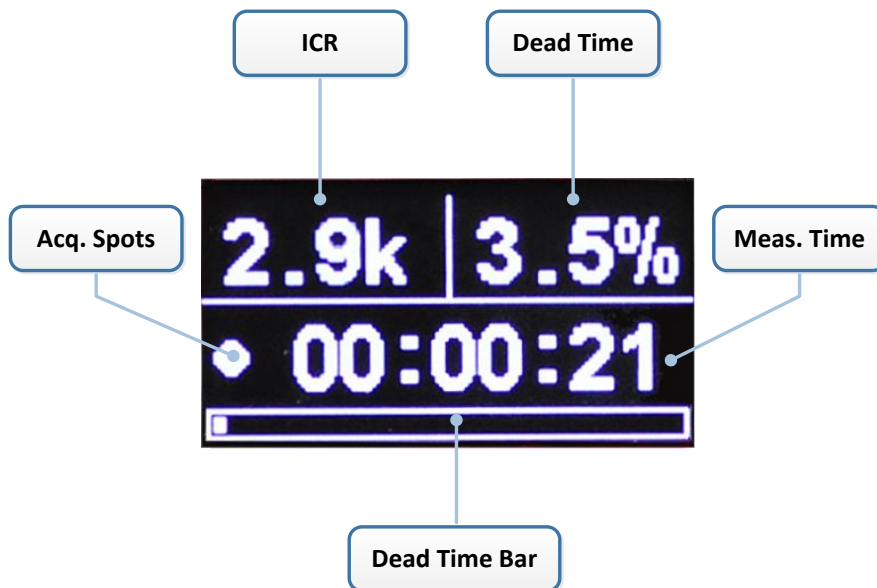 ICR
Dead Time
Acq. Spots
2.9k
3.5%
Meas. Time
00:00:21
Dead Time Bar